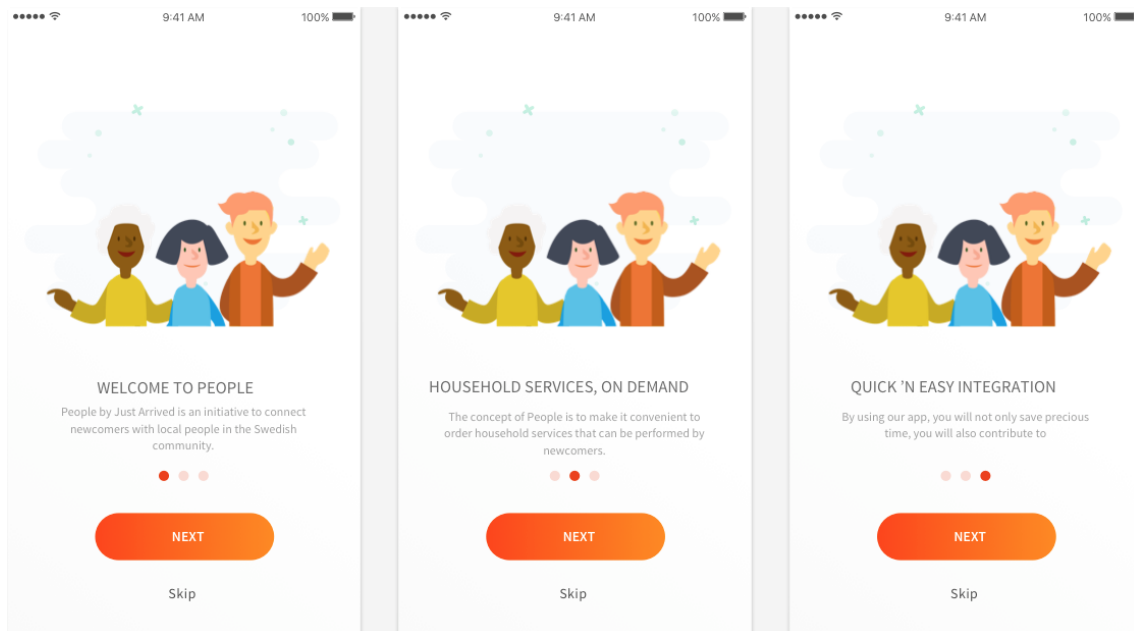 9:41 AM 100%
WELCOME TO PEOPLE
People by Just Arrived is an initiative to connect
newcomers with local people in the Swedish
community.
NEXT
Skip
9:41 AM 100%
HOUSEHOLD SERVICES, ON DEMAND
The concept of People is to make it convenient to
order household services that can be performed by
newcomers.
NEXT
Skip
9:41 AM 100%
QUICK ’N EASY INTEGRATION
By using our app, you will not only save precious
time, you will also contribute to
NEXT
Skip